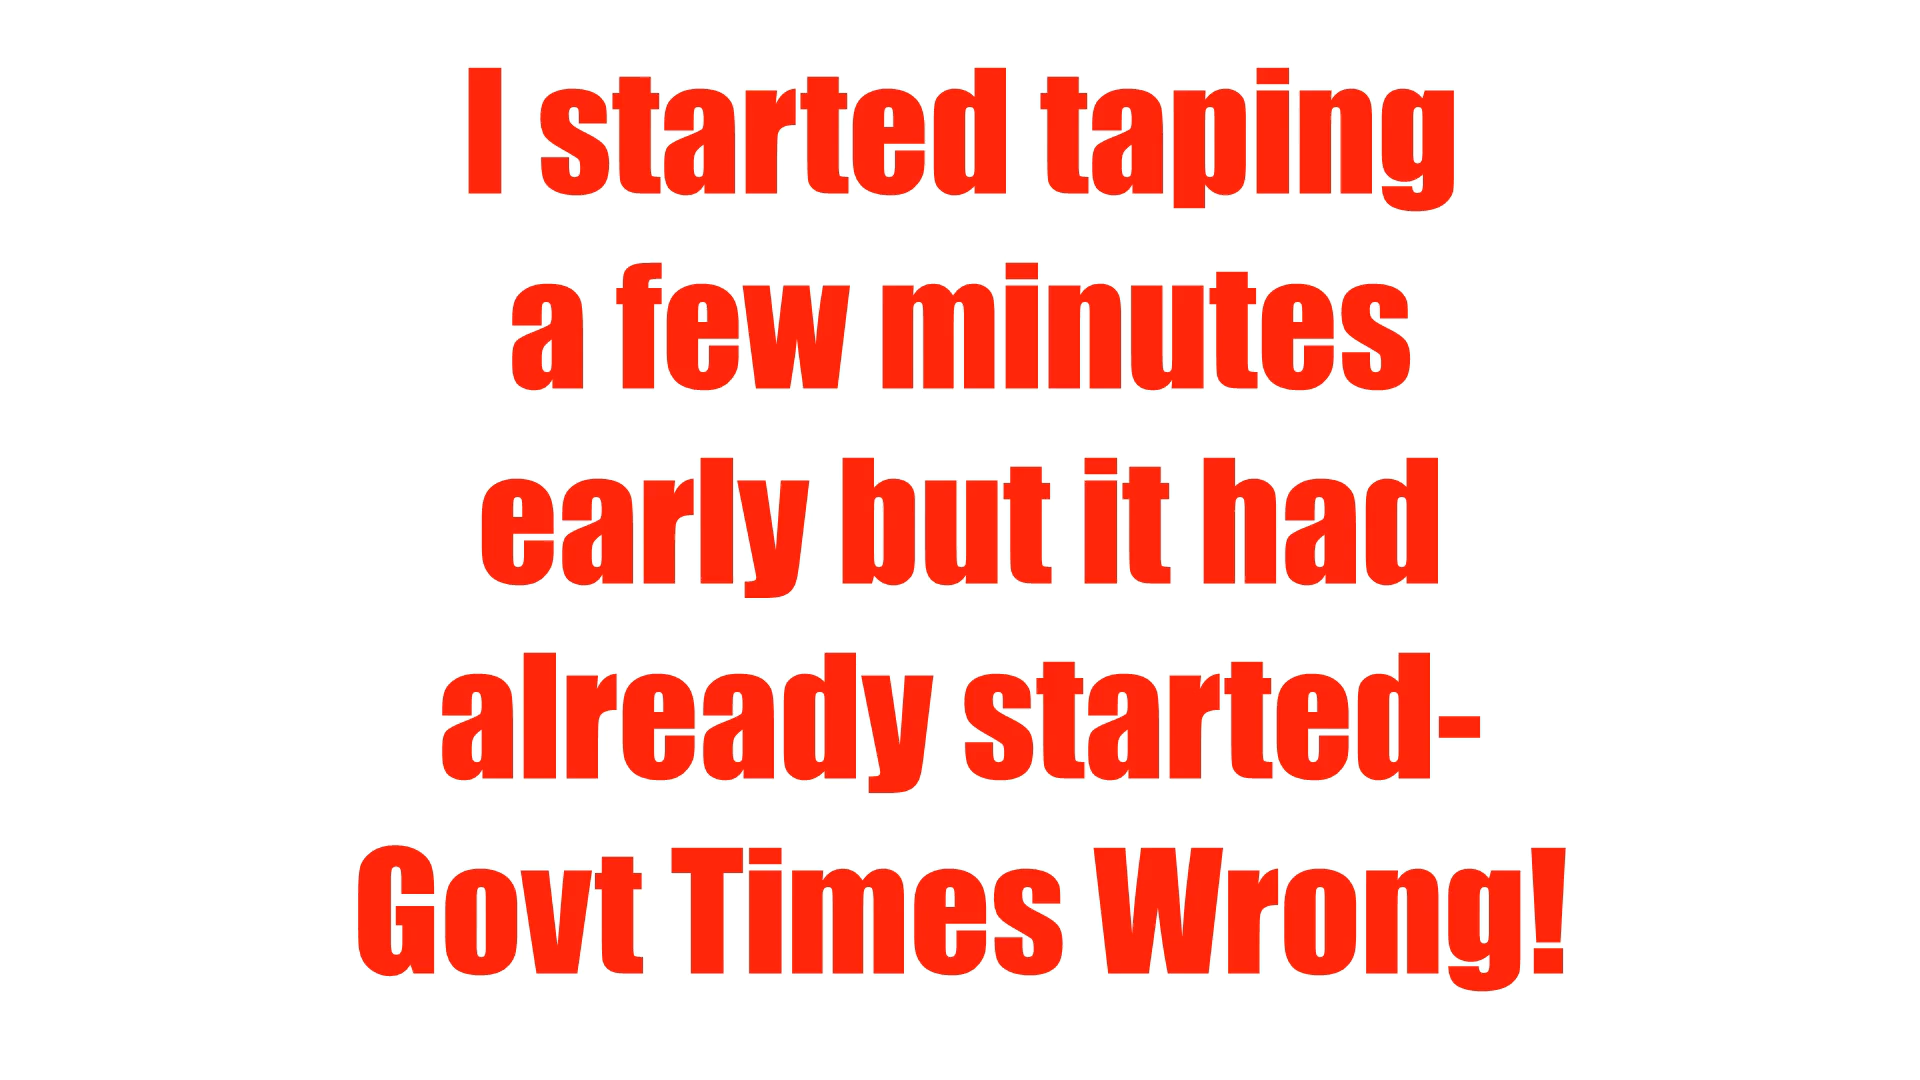 I started taping
a few minutes
early but it had
already started-
Govt Times Wrong!